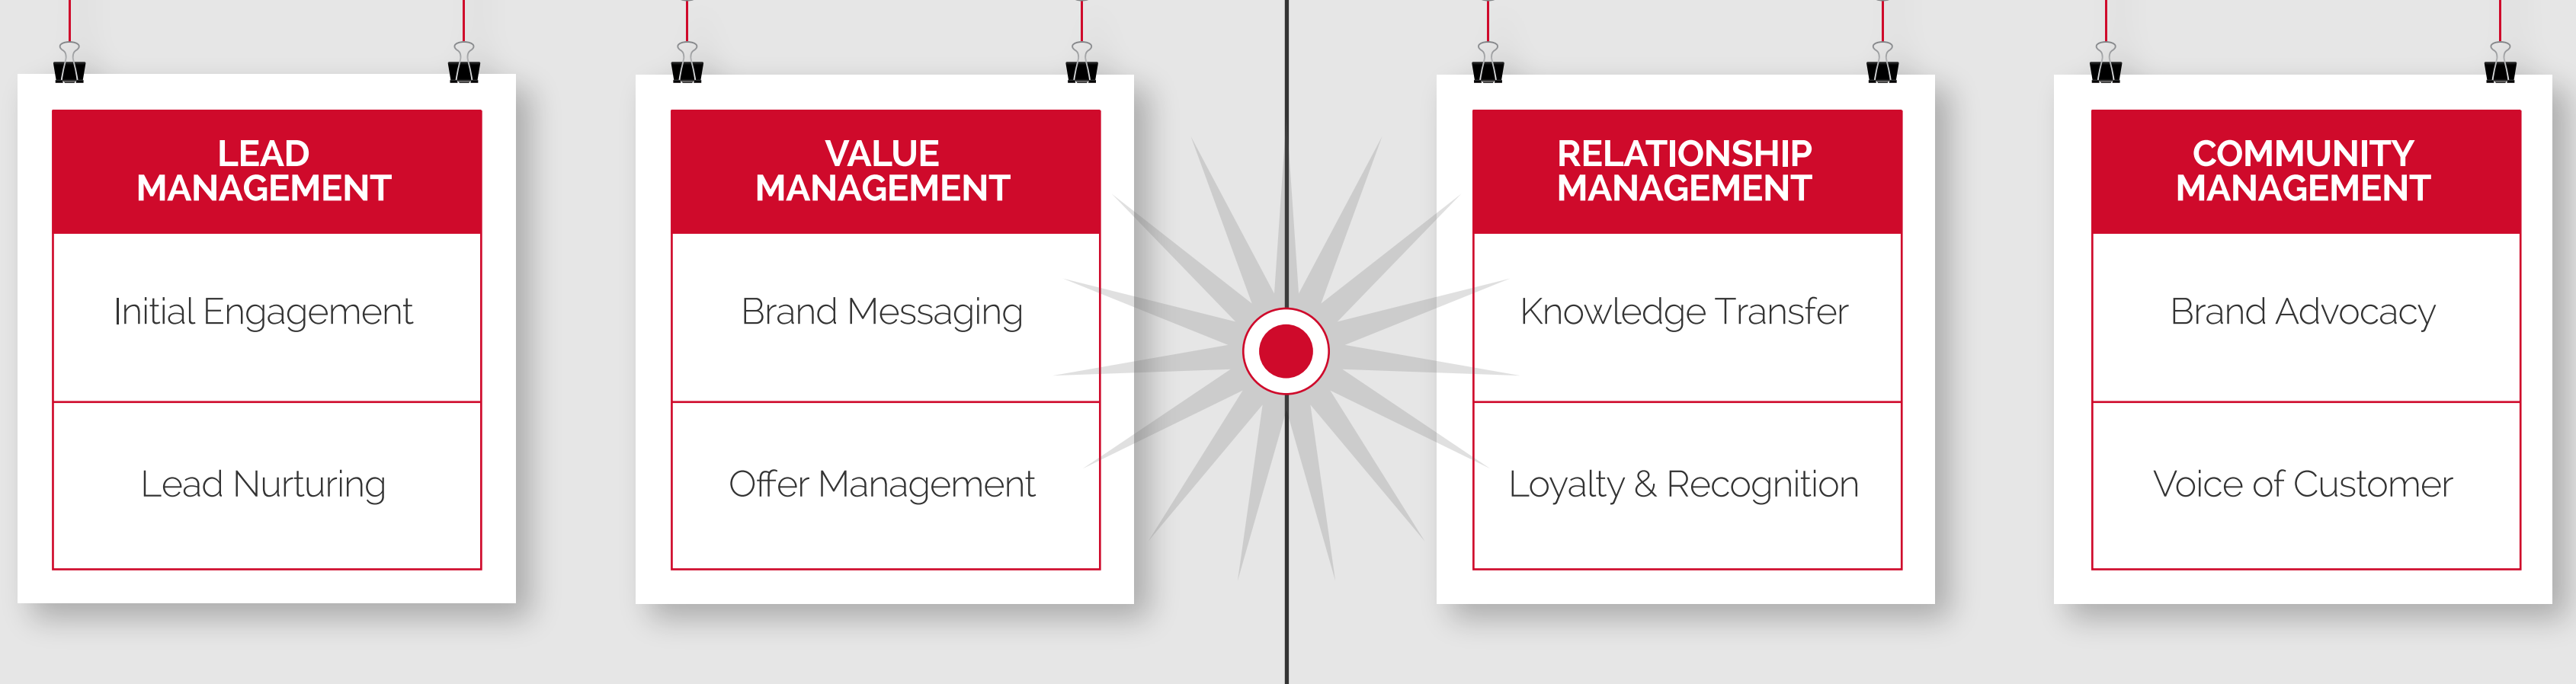 LEAD
MANAGEMENT
Initial Engagement
Lead Nurturing
VALUE
MANAGEMENT
Brand Messaging
Offer Management
RELATIONSHIP
MANAGEMENT
Knowledge Transfer
Loyalty & Recognition
COMMUNITY
MANAGEMENT
Brand Advocacy
Voice of Customer